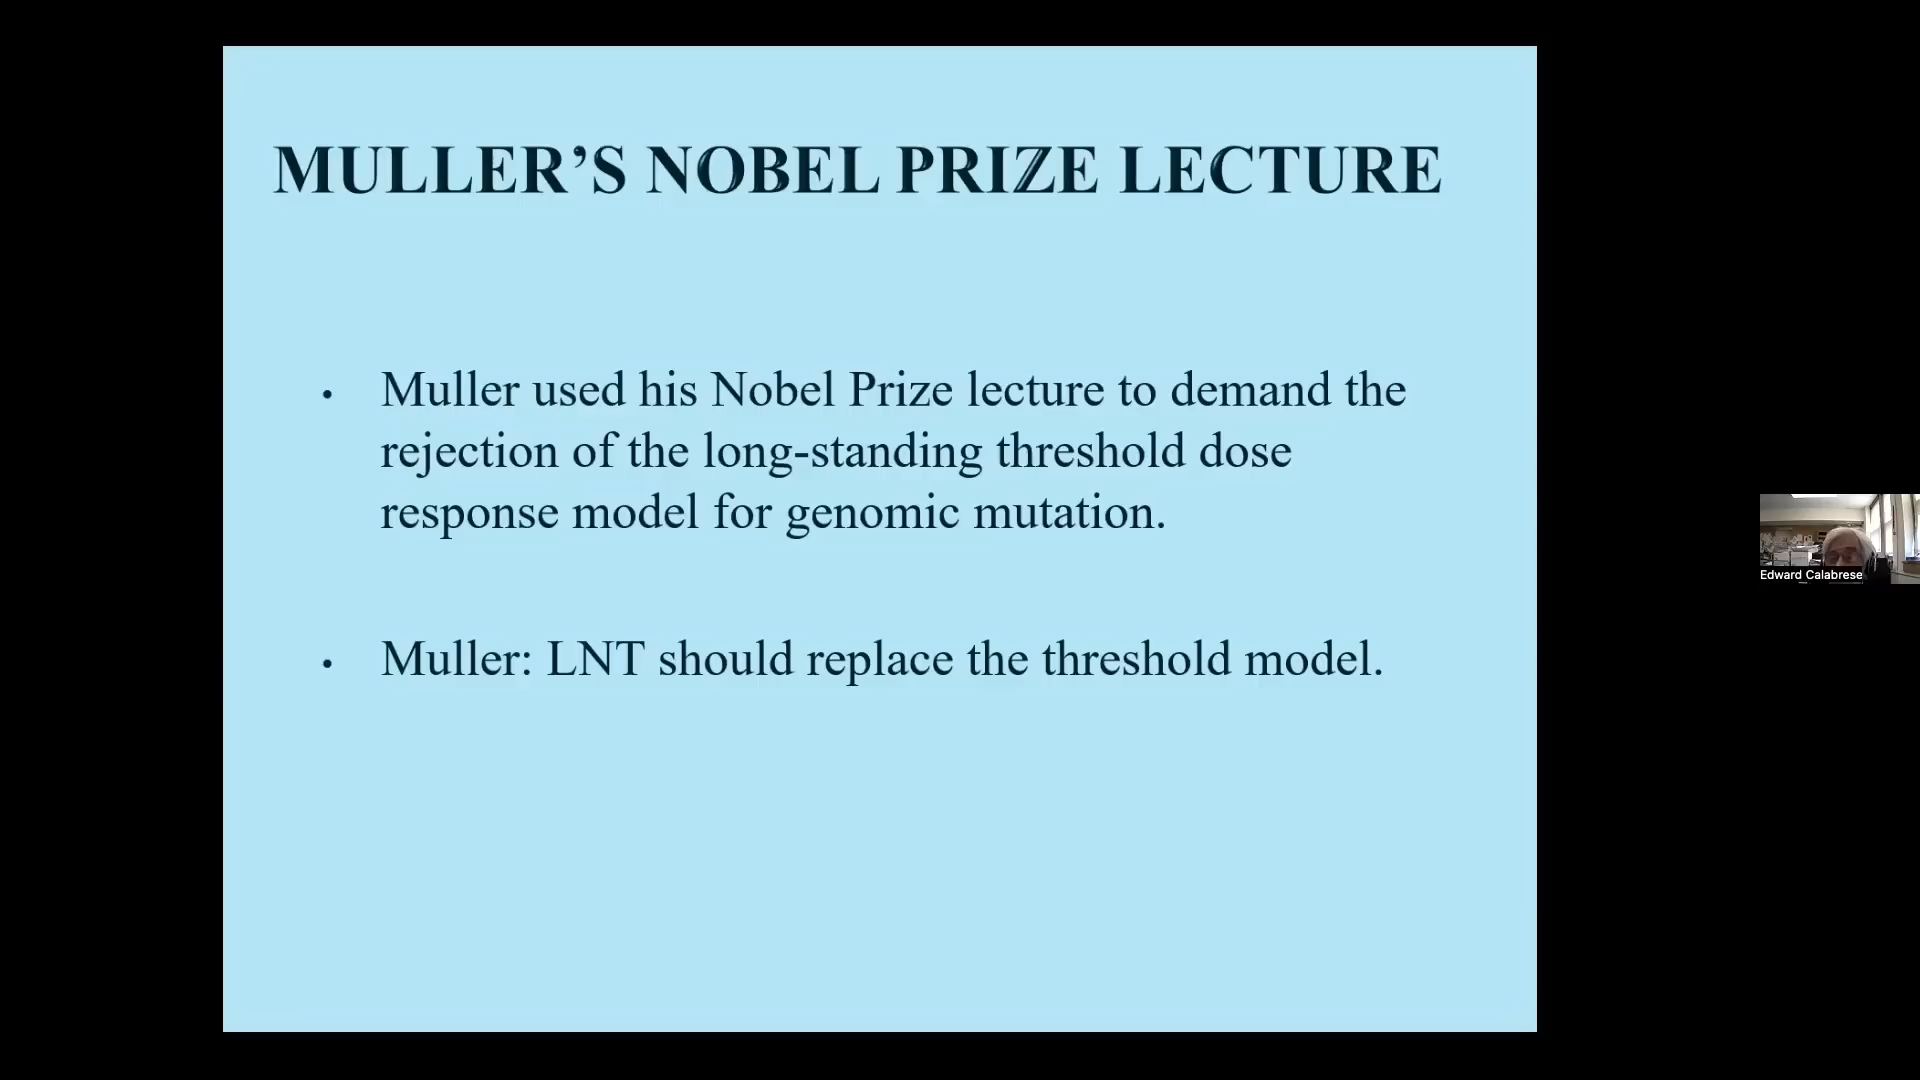 MULLER’S NOBEL PRIZE LECTURE
• Muller used his Nobel Prize lecture to demand the
rejection of the long-standing threshold dose
response model for genomic mutation.
• Muller: LNT should replace the threshold model.
Edward Calabrese